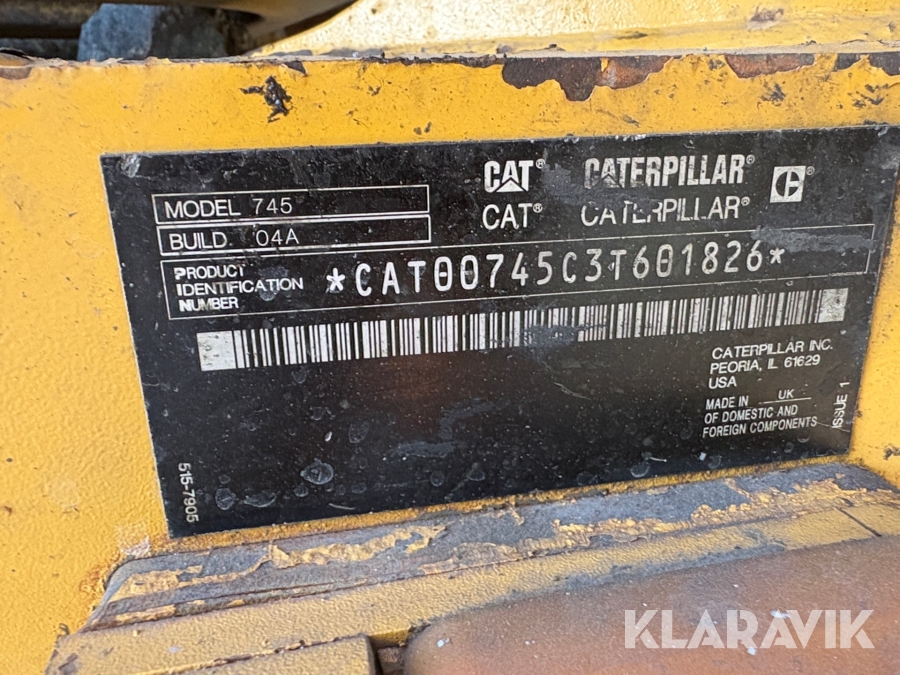 CAT® CATERPILLAR®
CAT® CATERPILLAR®
C®
MODEL 745
BUILD 04A
PRODUCT IDENTIFICATION NUMBER
*CAT00745C3T601826*
CATERPILLAR INC.
PEORIA, IL 61629
USA
MADE IN UK
OF DOMESTIC AND
FOREIGN COMPONENTS
ISSUE 1
515-7905
KLARAVIK